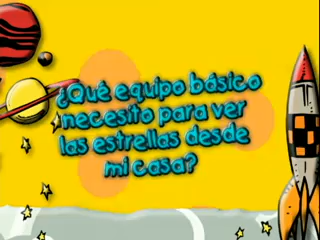 ¿Qué equipo básico
necesito para ver
las estrellas desde
mi casa?